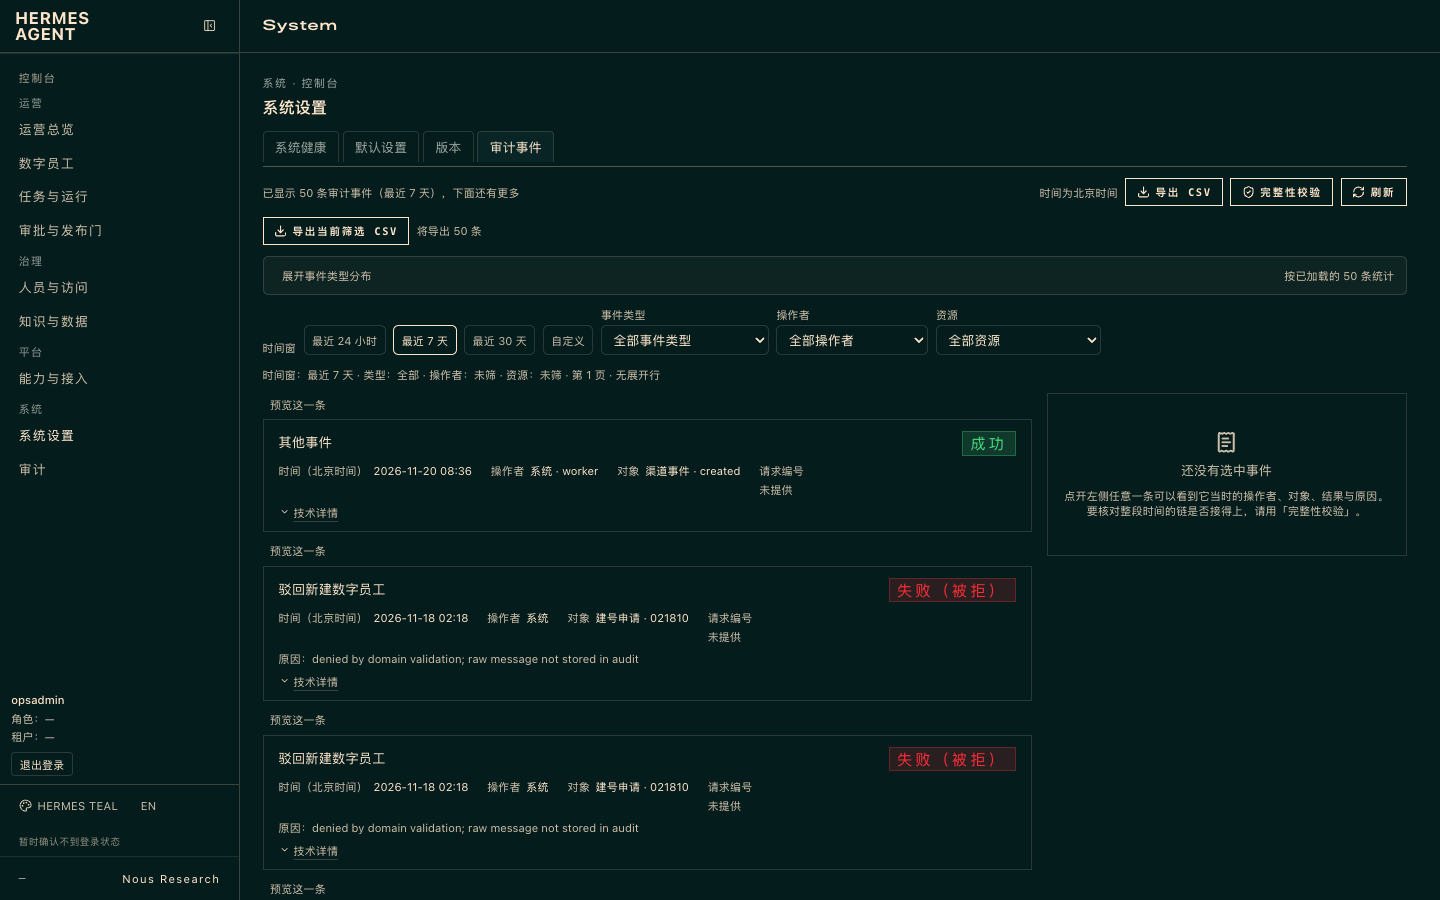 HERMES
AGENT
System
控制台
运营
运营总览
数字员工
任务与运行
审批与发布门
治理
人员与访问
知识与数据
平台
能力与接入
系统
系统设置
审计
opsadmin
角色：—
租户：—
退出登录
HERMES TEAL EN
暂时确认不到登录状态
— Nous Research
系统 · 控制台
系统设置
系统健康 默认设置 版本 审计事件
已显示 50 条审计事件（最近 7 天），下面还有更多 时间为北京时间 导出 CSV 完整性校验 刷新
导出当前筛选 CSV 将导出 50 条
展开事件类型分布 按已加载的 50 条统计
事件类型 操作者 资源
时间窗 最近 24 小时 最近 7 天 最近 30 天 自定义 全部事件类型 全部操作者 全部资源
时间窗：最近 7 天 · 类型：全部 · 操作者：未筛 · 资源：未筛 · 第 1 页 · 无展开行
预览这一条
其他事件 成功
时间（北京时间） 2026-11-20 08:36 操作者 系统 · worker 对象 渠道事件 · created 请求编号
未提供
技术详情
预览这一条
驳回新建数字员工 失败（被拒）
时间（北京时间） 2026-11-18 02:18 操作者 系统 对象 建号申请 · 021810 请求编号
未提供
原因：denied by domain validation; raw message not stored in audit
技术详情
预览这一条
驳回新建数字员工 失败（被拒）
时间（北京时间） 2026-11-18 02:18 操作者 系统 对象 建号申请 · 021810 请求编号
未提供
原因：denied by domain validation; raw message not stored in audit
技术详情
预览这一条
还没有选中事件
点开左侧任意一条可以看到它当时的操作者、对象、结果与原因。
要核对整段时间的链是否接得上，请用「完整性校验」。